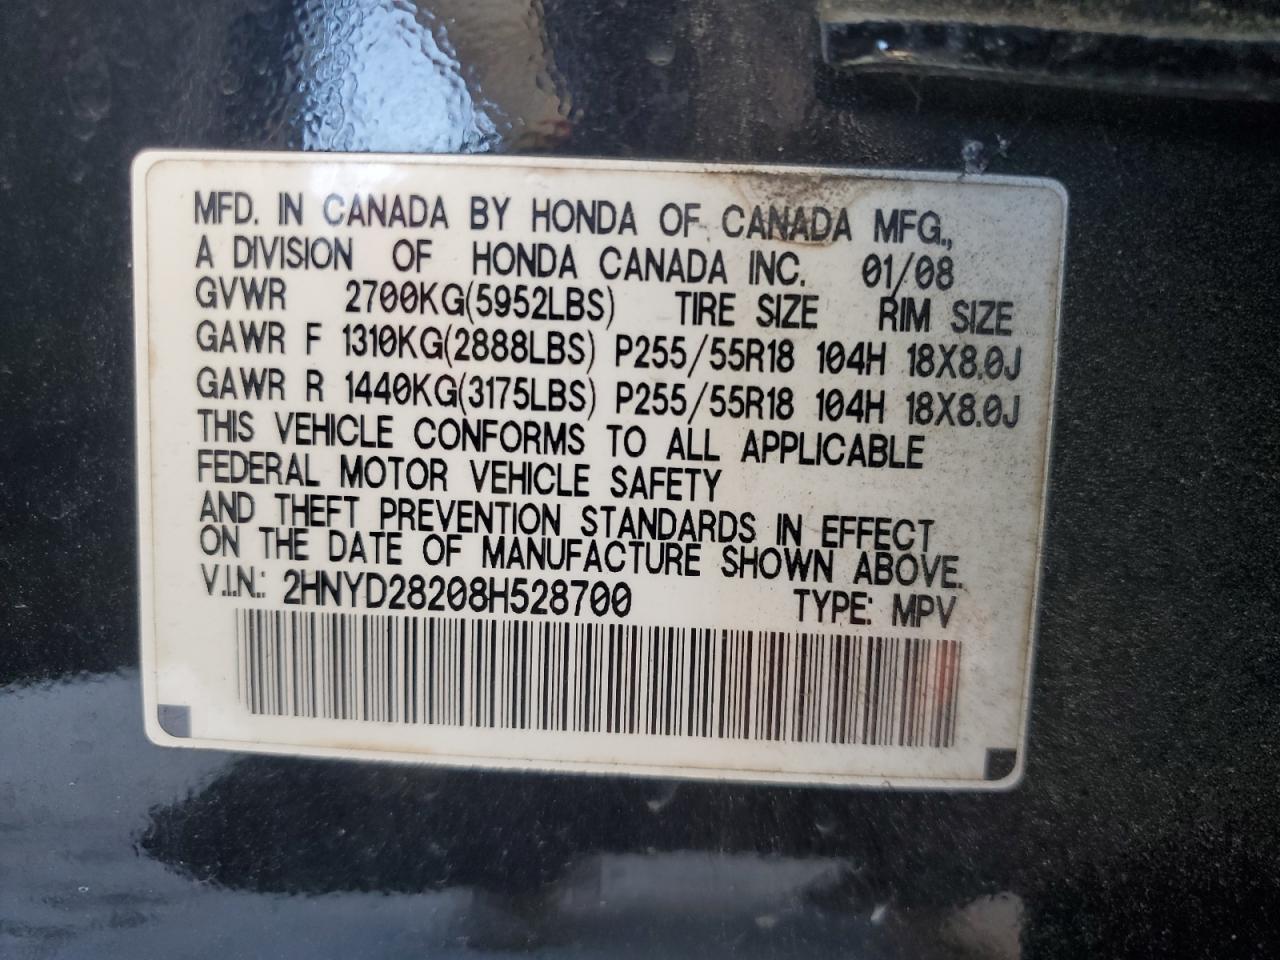 MFD. IN CANADA BY HONDA OF CANADA MFG.,
A DIVISION OF HONDA CANADA INC. 01/08
GVWR 2700KG(5952LBS) TIRE SIZE RIM SIZE
GAWR F 1310KG(2888LBS) P255/55R18 104H 18X8.0J
GAWR R 1440KG(3175LBS) P255/55R18 104H 18X8.0J
THIS VEHICLE CONFORMS TO ALL APPLICABLE
FEDERAL MOTOR VEHICLE SAFETY
AND THEFT PREVENTION STANDARDS IN EFFECT
ON THE DATE OF MANUFACTURE SHOWN ABOVE.
V.I.N.: 2HNYD28208H528700 TYPE: MPV